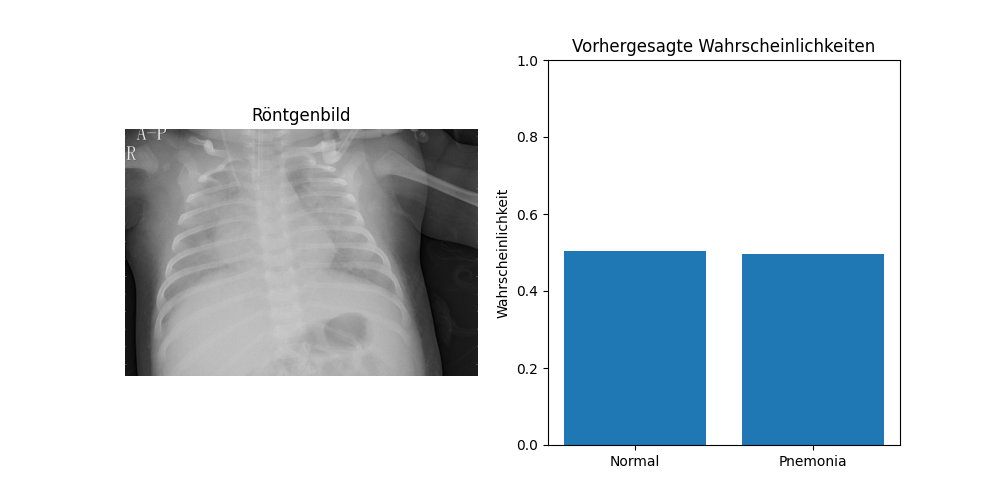 Röntgenbild
A-P
R
Vorhergesagte Wahrscheinlichkeiten
Wahrscheinlichkeit
1.0
0.8
0.6
0.4
0.2
0.0
Normal
Pnemonia